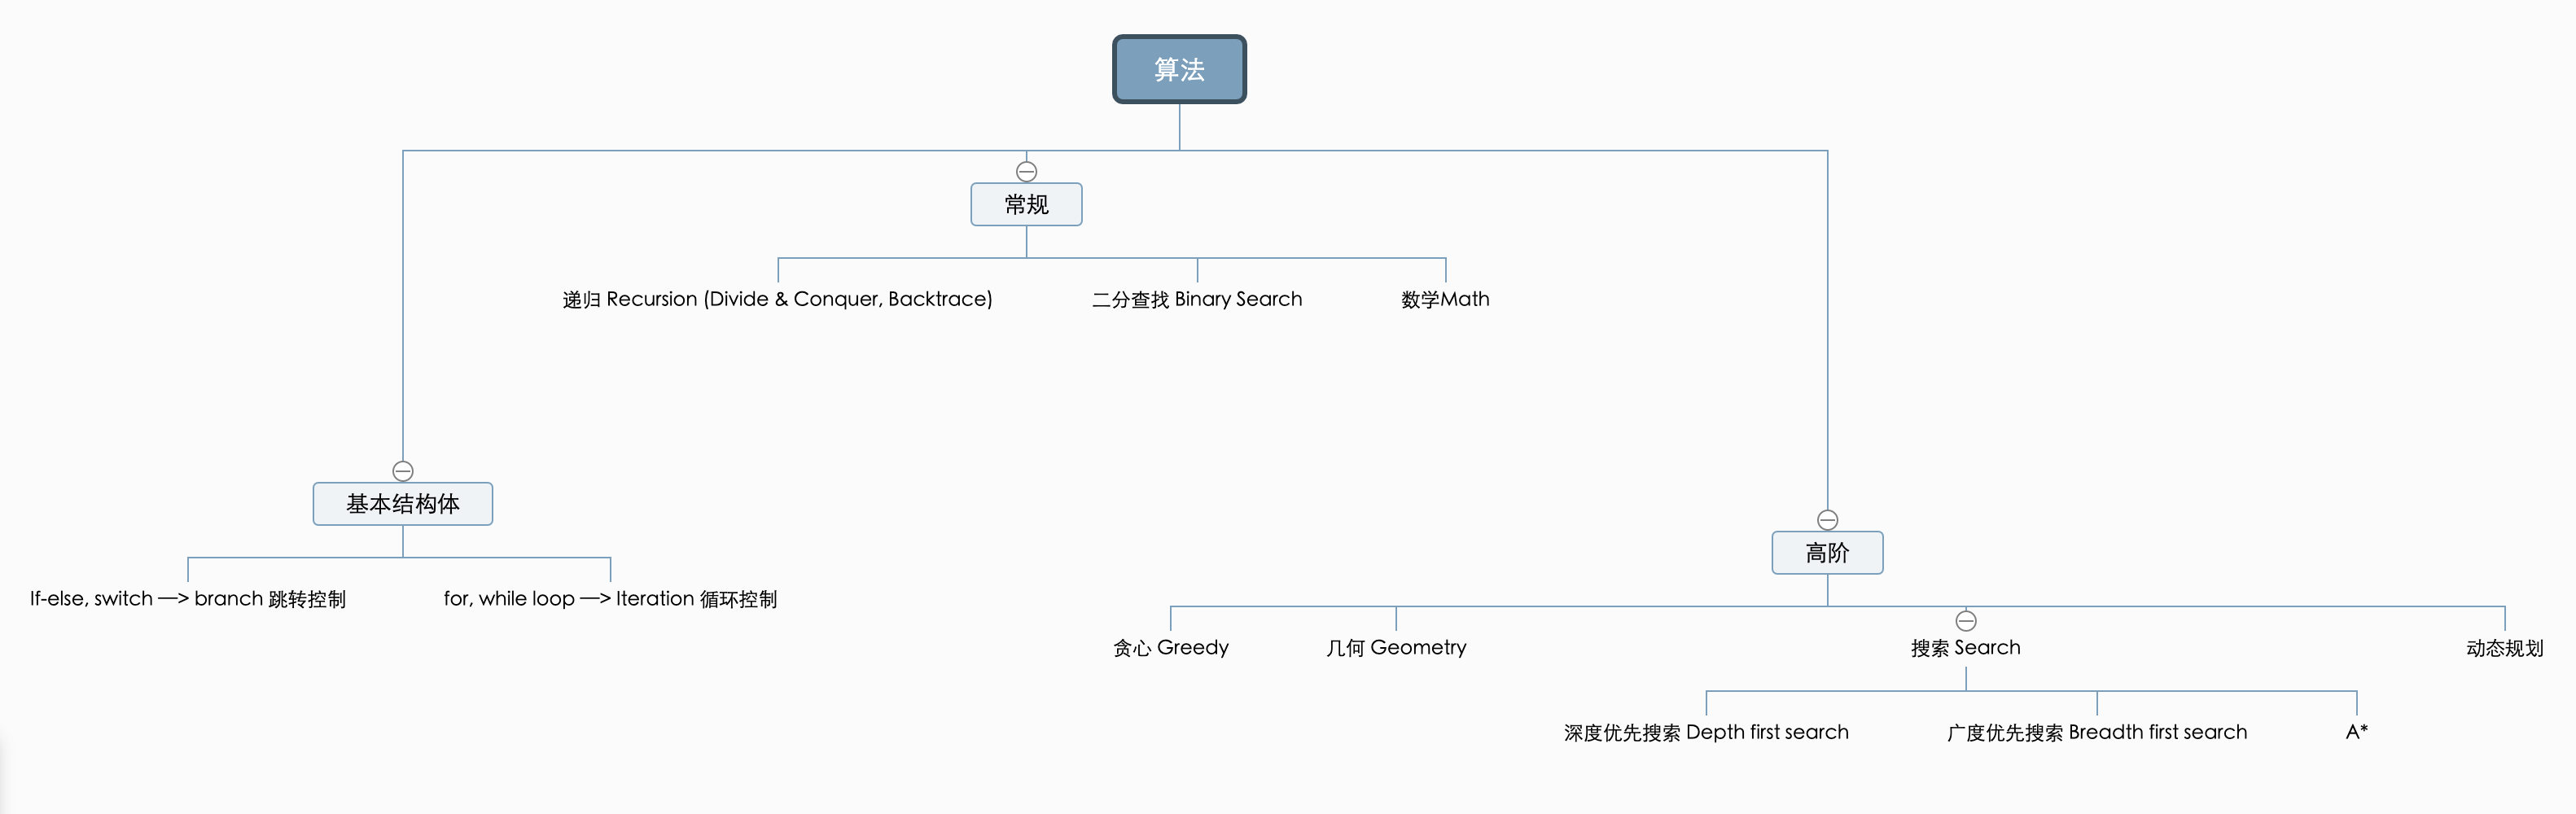 算法
常规
递归 Recursion (Divide & Conquer, Backtrace)
二分查找 Binary Search
数学Math
基本结构体
If-else, switch —> branch 跳转控制
for, while loop —> Iteration 循环控制
高阶
贪心 Greedy
几何 Geometry
搜索 Search
动态规划
深度优先搜索 Depth first search
广度优先搜索 Breadth first search
A*